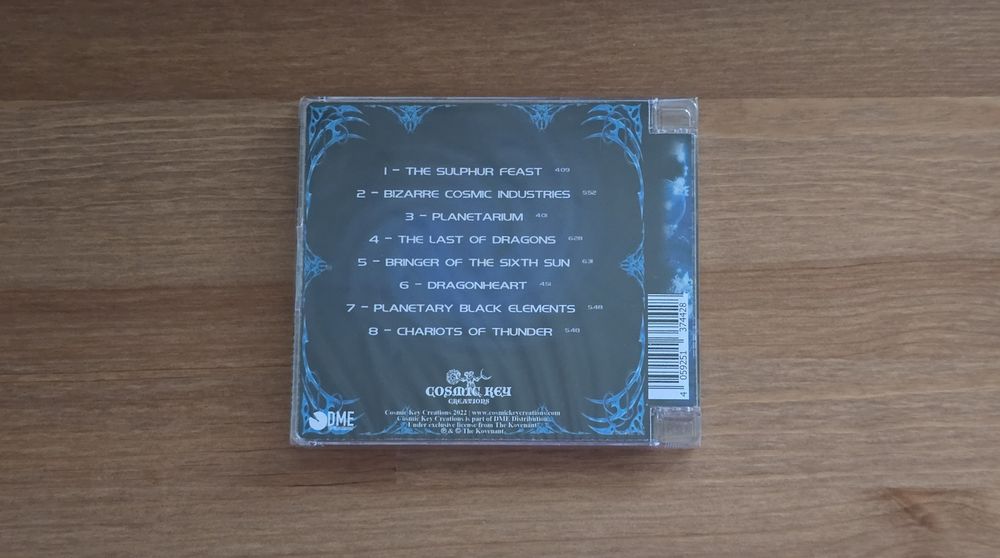 1 - THE SULPHUR FEAST 4:09
2 - BIZARRE COSMIC INDUSTRIES 5:52
3 - PLANETARIUM 4:01
4 - THE LAST OF DRAGONS 6:28
5 - BRINGER OF THE SIXTH SUN 6:31
6 - DRAGONHEART 4:51
7 - PLANETARY BLACK ELEMENTS 5:48
8 - CHARIOTS OF THUNDER 5:48
COSMIC KEY
CREATIONS
DME
Cosmic Key Creations 2022 | www.cosmickeycreations.com
Cosmic Key Creations is part of DME Distribution
Under exclusive license from The Kovenant
℗ & © The Kovenant
4 059251 374428